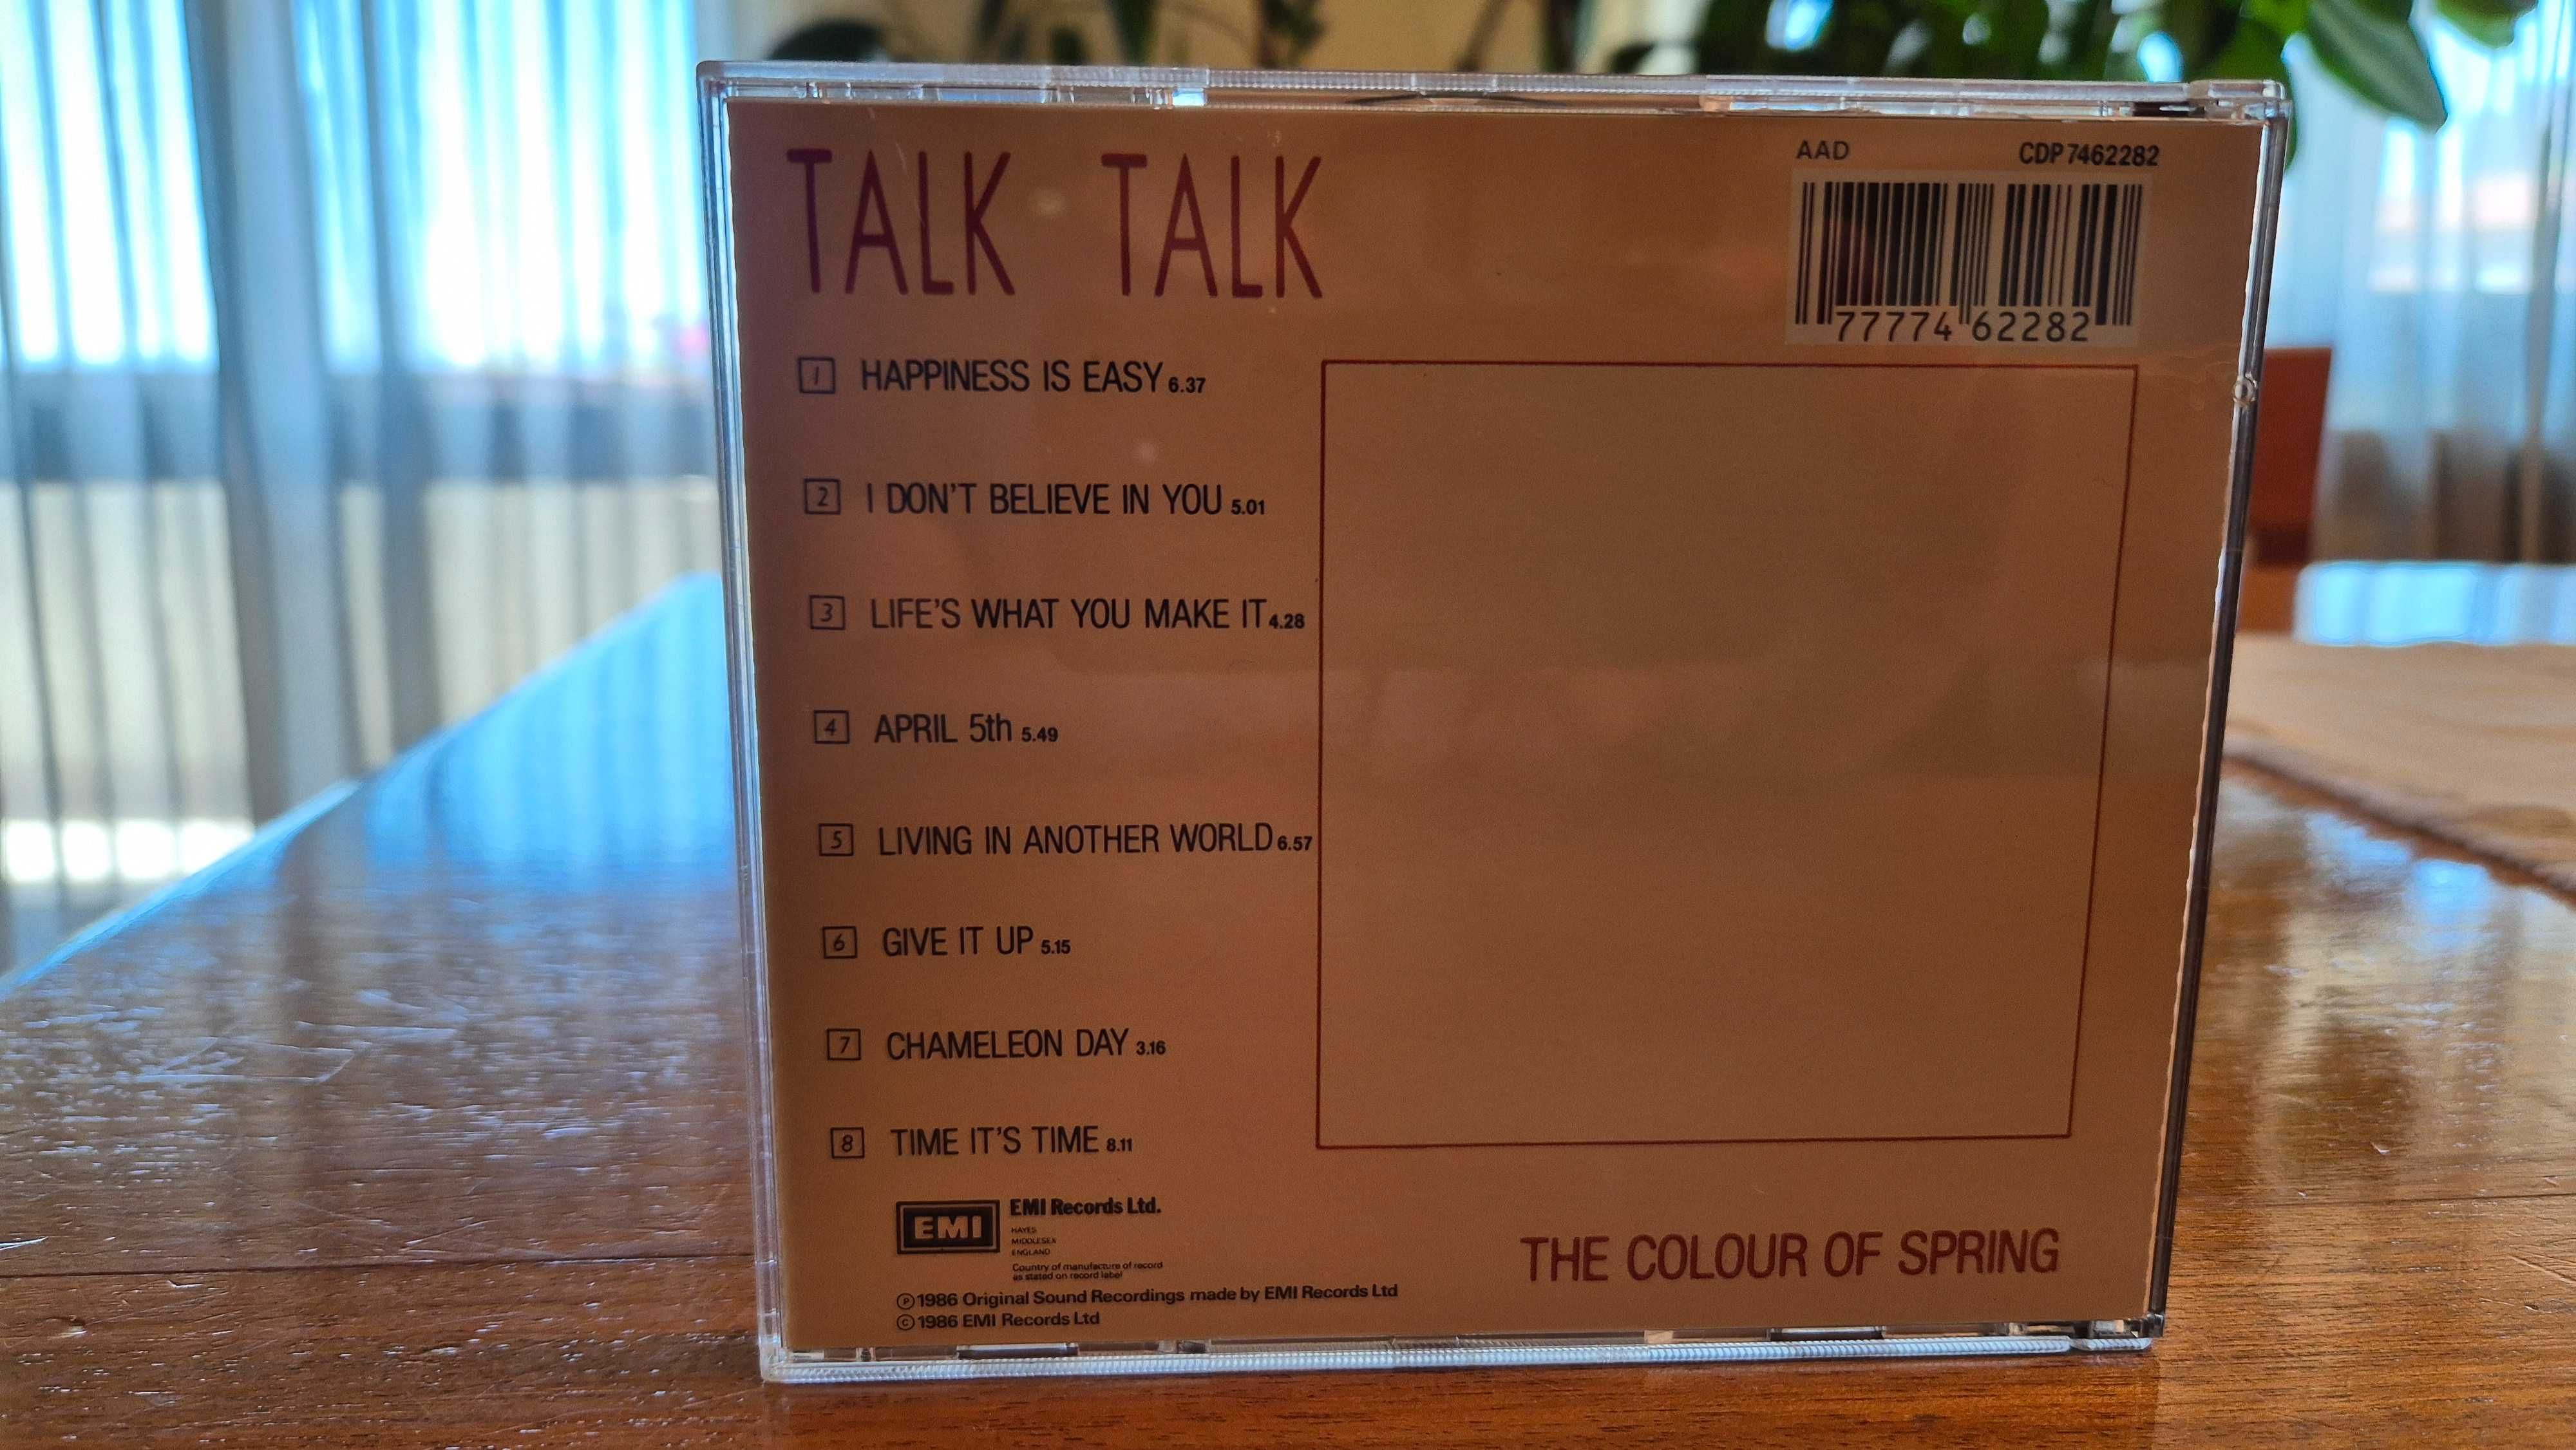 TALK TALK
AAD CDP 7462282
77774 62282
1 HAPPINESS IS EASY 6.37
2 I DON'T BELIEVE IN YOU 5.01
3 LIFE'S WHAT YOU MAKE IT 4.28
4 APRIL 5th 5.49
5 LIVING IN ANOTHER WORLD 6.57
6 GIVE IT UP 5.15
7 CHAMELEON DAY 3.16
8 TIME IT'S TIME 8.11
EMI
EMI Records Ltd.
HAYES
MIDDLESEX
ENGLAND
Country of manufacture of record
as stated on record label
℗ 1986 Original Sound Recordings made by EMI Records Ltd
© 1986 EMI Records Ltd
THE COLOUR OF SPRING